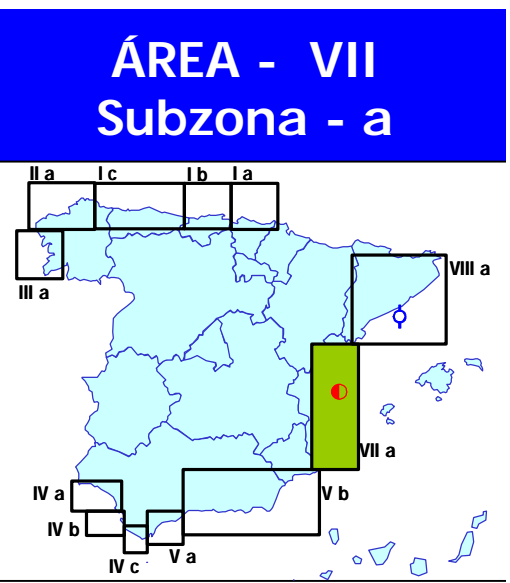 ÁREA - VII
Subzona - a
II a
I c
I b
I a
III a
VIII a
VII a
IV a
V b
IV b
V a
IV c